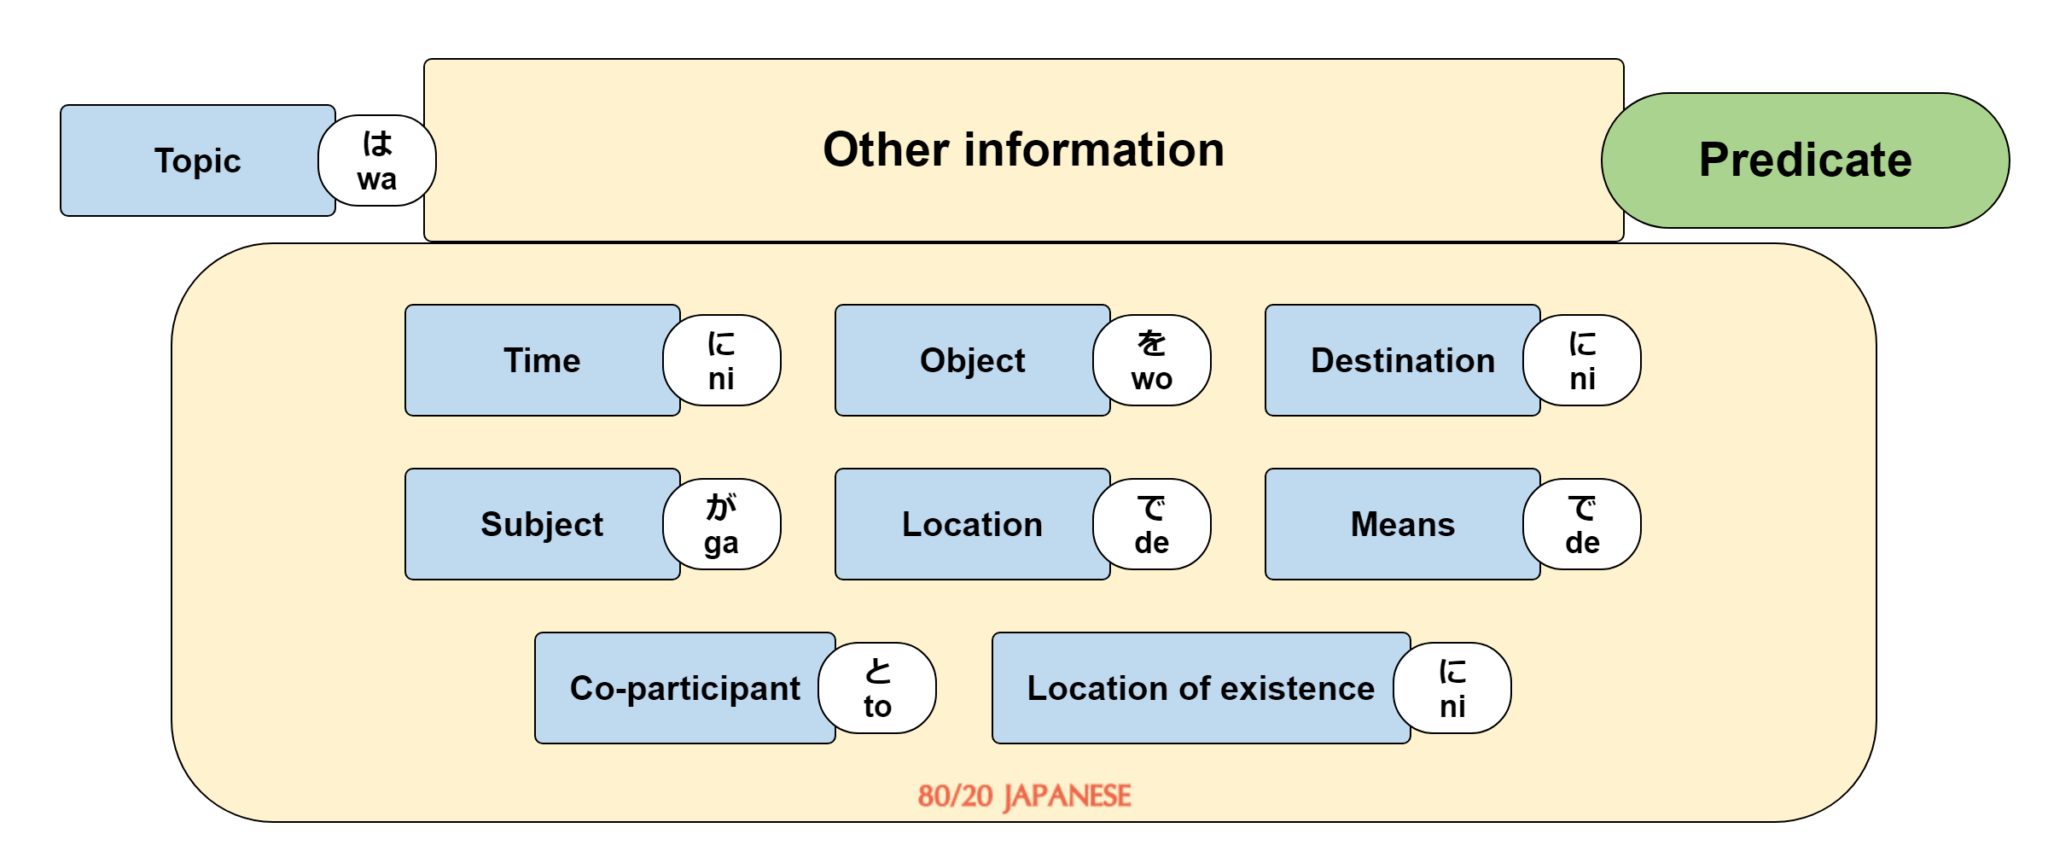 Topic
は
wa
Other information
Predicate
Time
に
ni
Object
を
wo
Destination
に
ni
Subject
が
ga
Location
で
de
Means
で
de
Co-participant
と
to
Location of existence
に
ni
80/20 JAPANESE